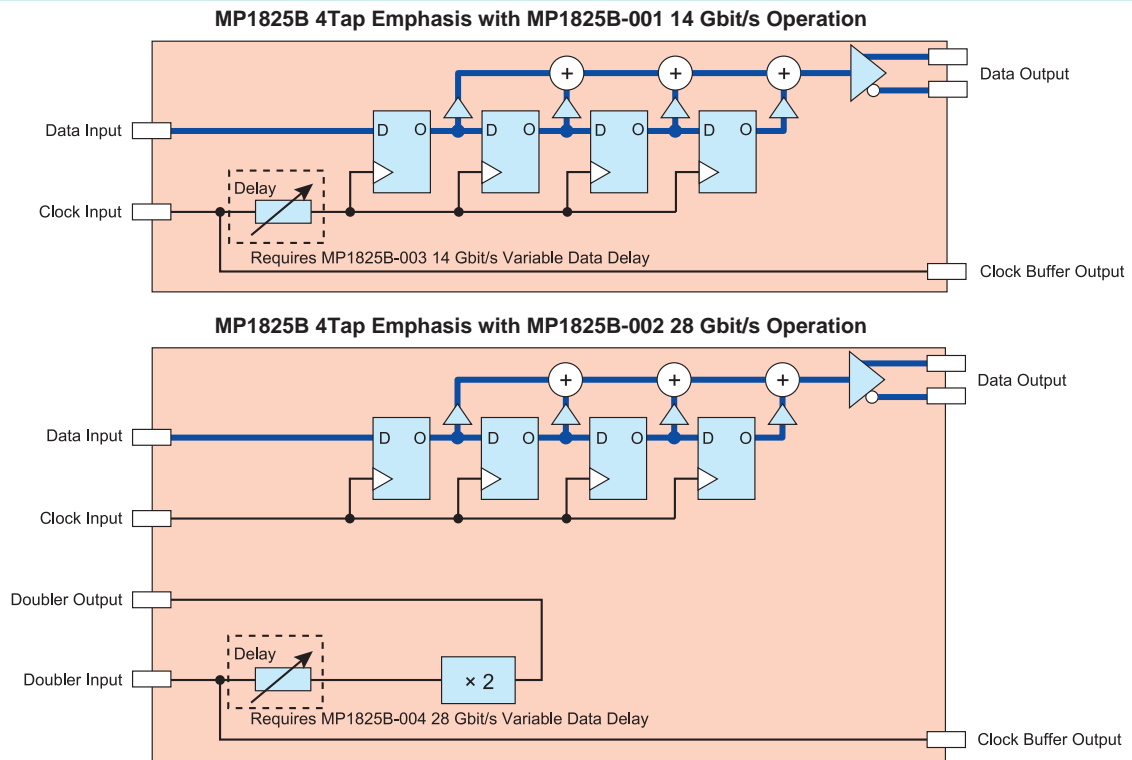 MP1825B 4Tap Emphasis with MP1825B-001 14 Gbit/s Operation
+ + +
Data Output
Data Input
D O D O D O D O
Delay
Clock Input
Requires MP1825B-003 14 Gbit/s Variable Data Delay
Clock Buffer Output
MP1825B 4Tap Emphasis with MP1825B-002 28 Gbit/s Operation
+ + +
Data Output
Data Input
D O D O D O D O
Clock Input
Doubler Output
Delay
Doubler Input
× 2
Requires MP1825B-004 28 Gbit/s Variable Data Delay
Clock Buffer Output